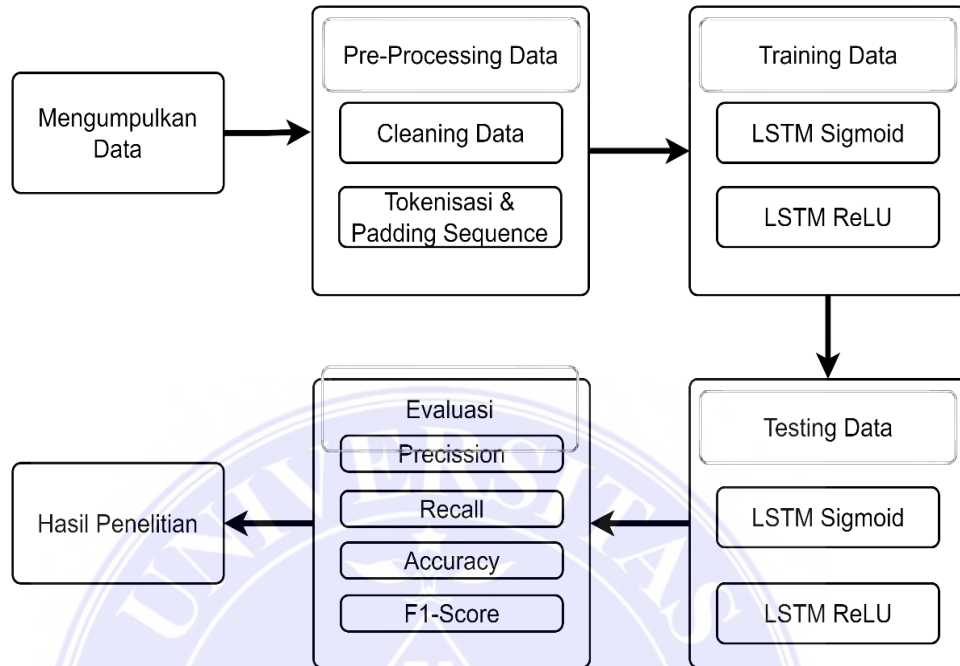 Mengumpulkan
Data
Pre-Processing Data
Cleaning Data
Tokenisasi &
Padding Sequence
Training Data
LSTM Sigmoid
LSTM ReLU
Testing Data
LSTM Sigmoid
LSTM ReLU
Evaluasi
Precission
Recall
Accuracy
F1-Score
Hasil Penelitian
UNIVERSITAS